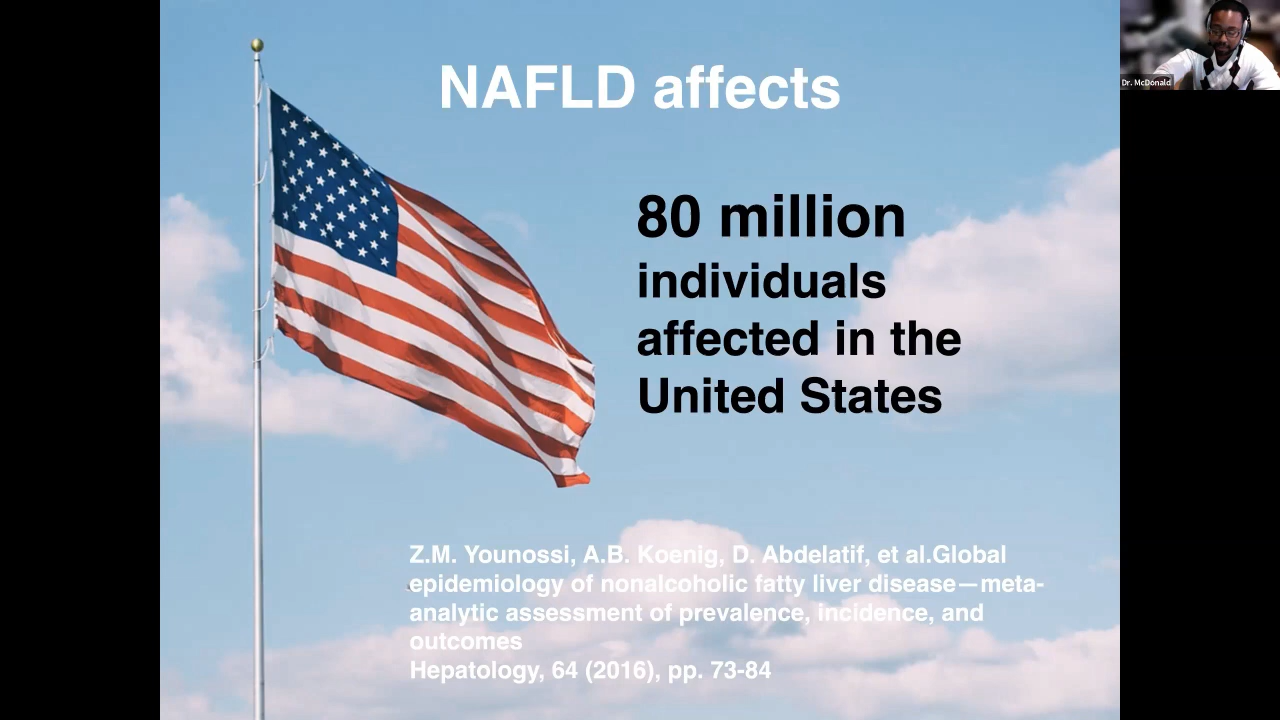 NAFLD affects
80 million
individuals
affected in the
United States
Z.M. Younossi, A.B. Koenig, D. Abdelatif, et al.Global
epidemiology of nonalcoholic fatty liver disease—meta-
analytic assessment of prevalence, incidence, and
outcomes
Hepatology, 64 (2016), pp. 73-84
Dr. McDonald